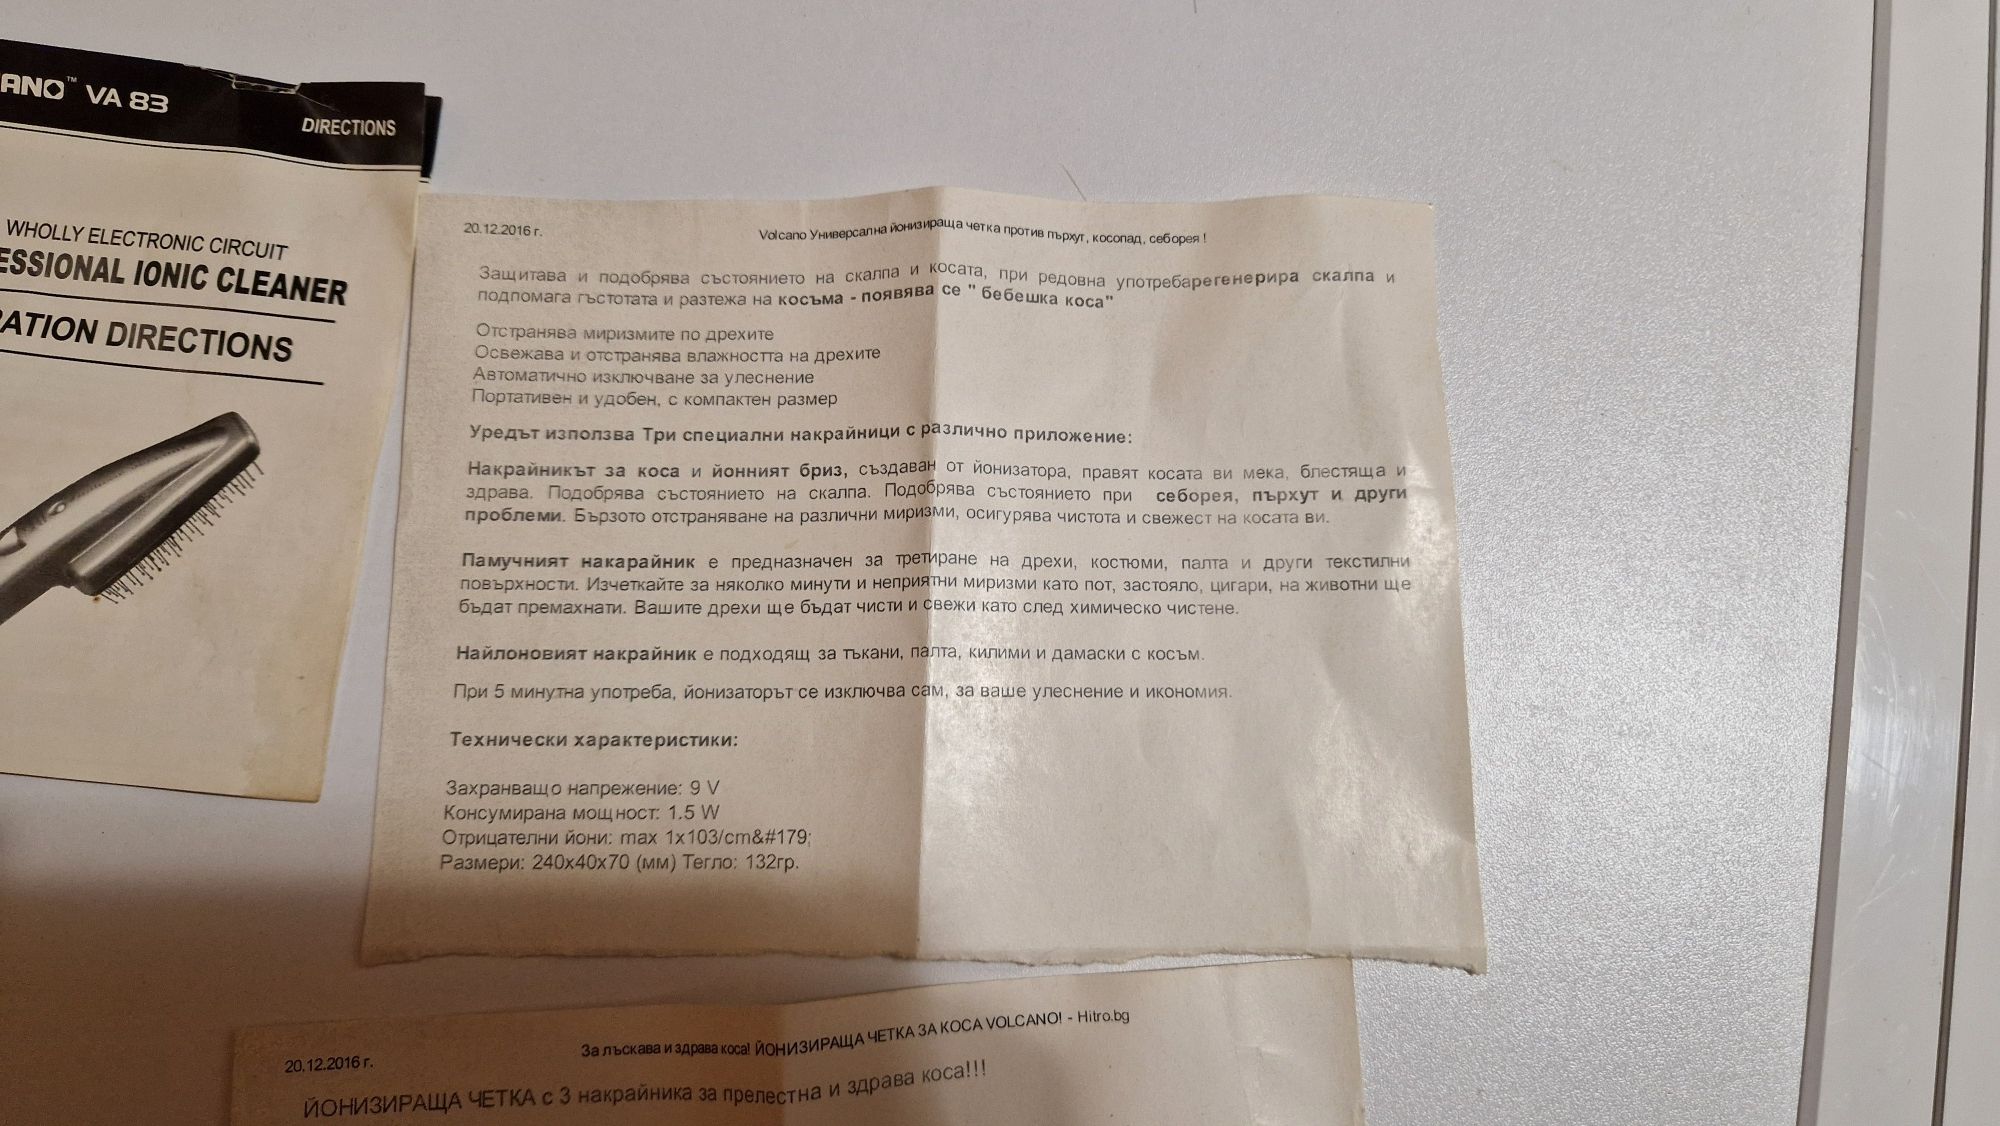 ANO™ VA 83
DIRECTIONS
WHOLLY ELECTRONIC CIRCUIT
ESSIONAL IONIC CLEANER
RATION DIRECTIONS
20.12.2016 г.
Volcano Универсална йонизираща четка против пърхут, косопад, себорея !
Защитава и подобрява състоянието на скалпа и косата, при редовна употребарегенерира скалпа и
подпомага гъстотата и разтежа на косъма - появява се " бебешка коса"
Отстранява миризмите по дрехите
Освежава и отстранява влажността на дрехите
Автоматично изключване за улеснение
Портативен и удобен, с компактен размер
Уредът използва Три специални накрайници с различно приложение:
Накрайникът за коса и йонният бриз, създаван от йонизатора, правят косата ви мека, блестяща и
здрава. Подобрява състоянието на скалпа. Подобрява състоянието при себорея, пърхут и други
проблеми. Бързото отстраняване на различни миризми, осигурява чистота и свежест на косата ви.
Памучният накарайник е предназначен за третиране на дрехи, костюми, палта и други текстилни
повърхности. Изчеткайте за няколко минути и неприятни миризми като пот, застояло, цигари, на животни ще
бъдат премахнати. Вашите дрехи ще бъдат чисти и свежи като след химическо чистене.
Найлоновият накрайник е подходящ за тъкани, палта, килими и дамаски с косъм.
При 5 минутна употреба, йонизаторът се изключва сам, за ваше улеснение и икономия.
Технически характеристики:
Захранващо напрежение: 9 V
Консумирана мощност: 1.5 W
Отрицателни йони: max 1x103/cm&#179;
Размери: 240x40x70 (мм) Тегло: 132гр.
20.12.2016 г.
За лъскава и здрава коса! ЙОНИЗИРАЩА ЧЕТКА ЗА КОСА VOLCANO! - Hitro.bg
ЙОНИЗИРАЩА ЧЕТКА с 3 накрайника за прелестна и здрава коса!!!